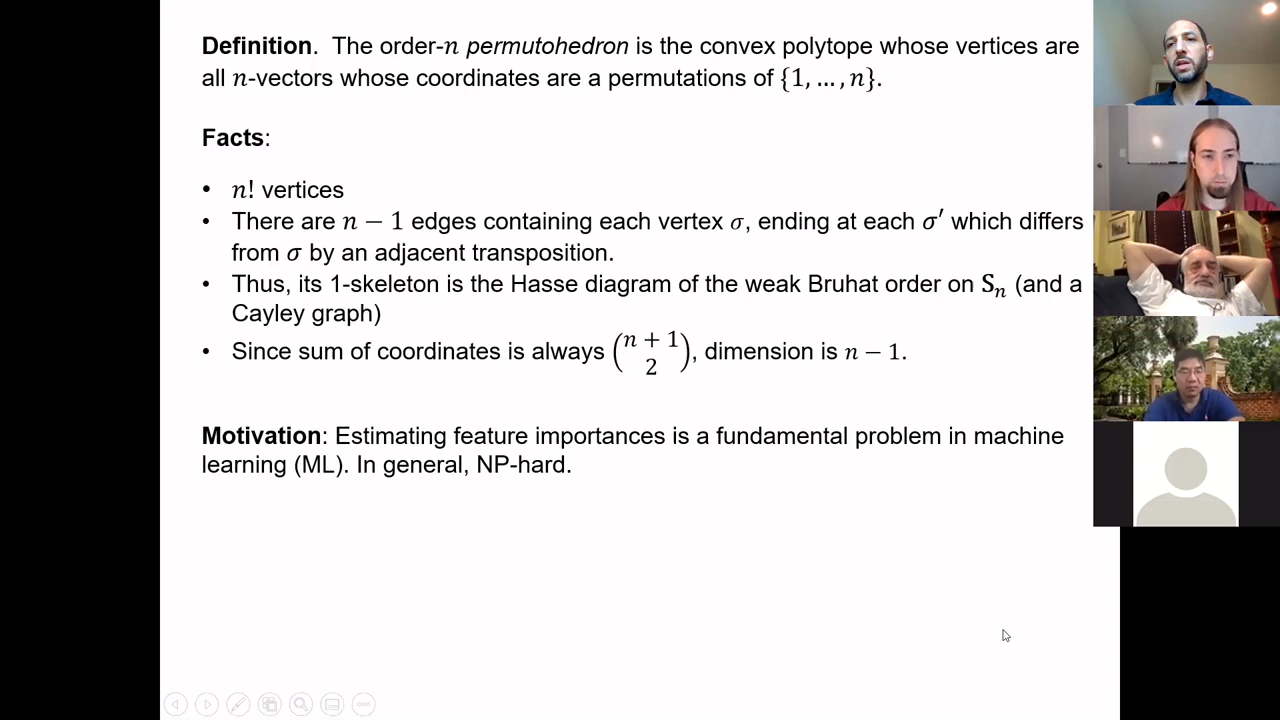 Definition. The order-n permutohedron is the convex polytope whose vertices are
all n-vectors whose coordinates are a permutations of {1, … , n}.
Facts:
• n! vertices
• There are n − 1 edges containing each vertex σ, ending at each σ′ which differs
from σ by an adjacent transposition.
• Thus, its 1-skeleton is the Hasse diagram of the weak Bruhat order on Sₙ (and a
Cayley graph)
• Since sum of coordinates is always (n + 1 2), dimension is n − 1.
Motivation: Estimating feature importances is a fundamental problem in machine
learning (ML). In general, NP-hard.